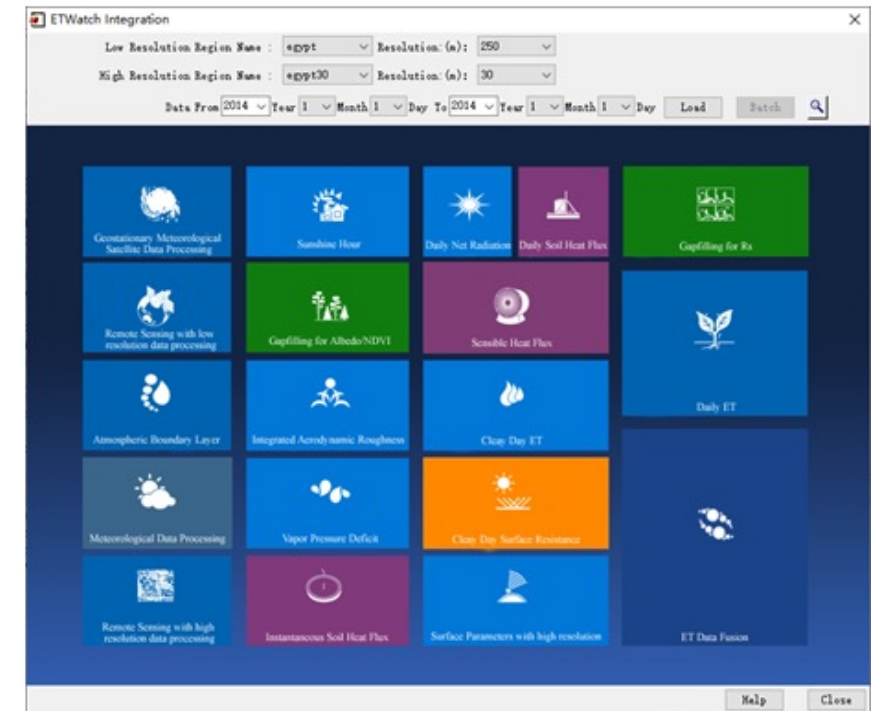 ETWatch Integration
Low Resolution Region Name : egypt Resolution:(m): 250
High Resolution Region Name : egypt30 Resolution:(m): 30
Data From 2014 Year 1 Month 1 Day To 2014 Year 1 Month 1 Day Load Batch
Geostationary Meteorological
Satellite Data Processing
Sunshine Hour
Daily Net Radiation
Daily Soil Heat Flux
Gapfilling for Rs
Remote Sensing with low
resolution data processing
Gapfilling for Albedo/NDVI
Sensible Heat Flux
Daily ET
Atmospheric Boundary Layer
Integrated Aerodynamic Roughness
Cleay Day ET
Meteorological Data Processing
Vapor Pressure Deficit
Cleay Day Surface Resistance
Remote Sensing with high
resolution data processing
Instantaneous Soil Heat Flux
Surface Parameters with high resolution
ET Data Fusion
Help Close